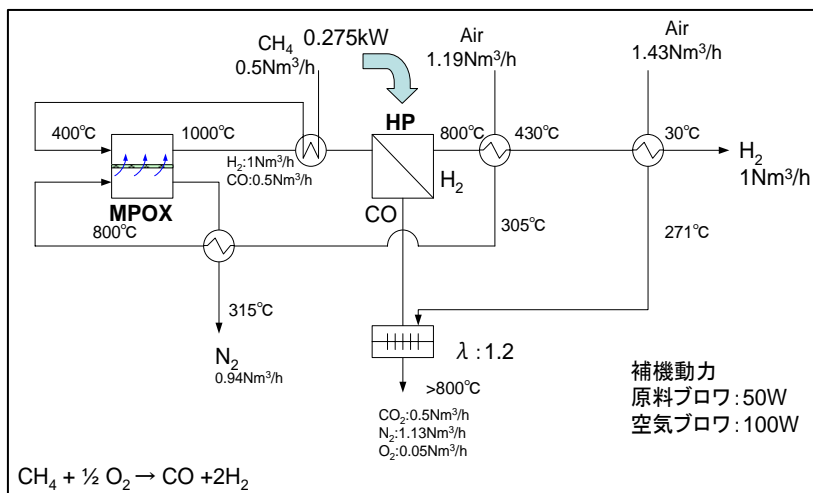 CH₄
0.5Nm³/h
0.275kW
Air
1.19Nm³/h
Air
1.43Nm³/h
HP
400℃
1000℃
800℃
430℃
30℃
H₂:1Nm³/h
CO:0.5Nm³/h
H₂
H₂
1Nm³/h
MPOX
CO
800℃
305℃
271℃
315℃
N₂
0.94Nm³/h
λ:1.2
>800℃
CO₂:0.5Nm³/h
N₂:1.13Nm³/h
O₂:0.05Nm³/h
補機動力
原料ブロワ:50W
空気ブロワ:100W
CH₄ + ½ O₂→ CO +2H₂